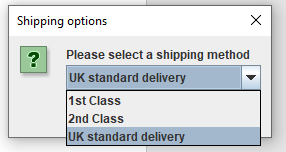 Shipping options
Please select a shipping method
UK standard delivery
1st Class
2nd Class
UK standard delivery